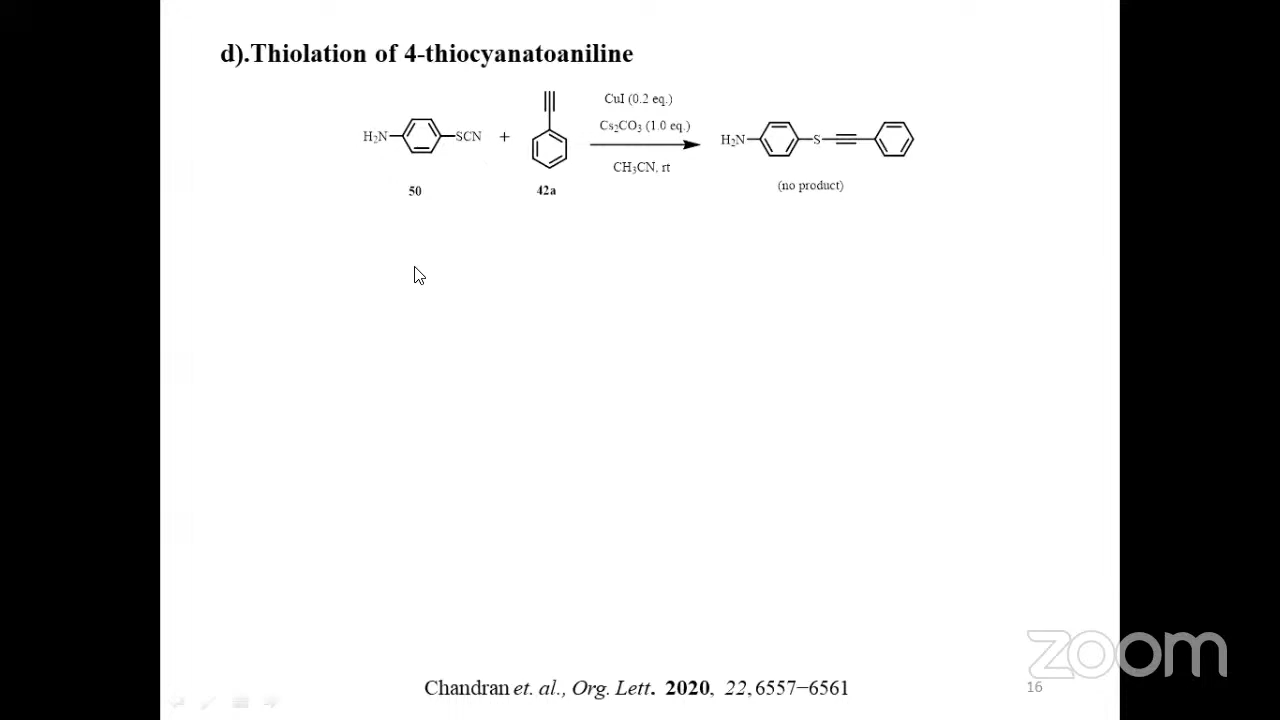 d).Thiolation of 4-thiocyanatoaniline
CuI (0.2 eq.)
Cs₂CO₃ (1.0 eq.)
H₂N SCN + CH₃CN, rt H₂N S
50 42a (no product)
Chandran et. al., Org. Lett. 2020, 22, 6557−6561
16
zoom